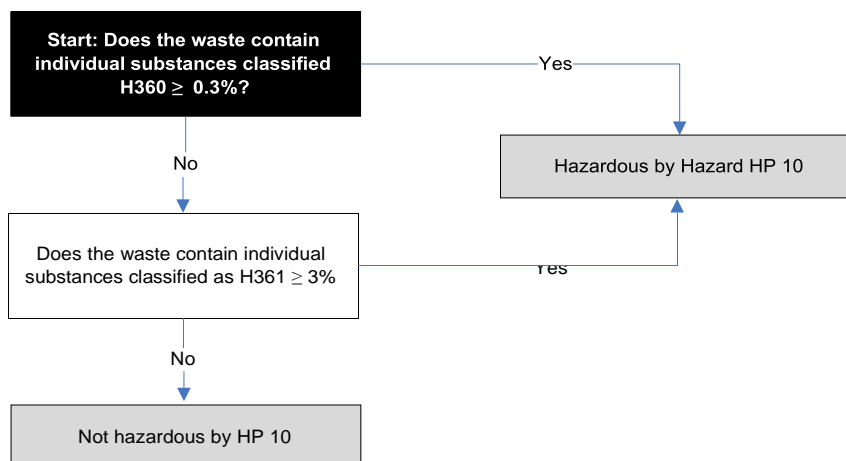 Start: Does the waste contain
individual substances classified
H360 ≥ 0.3%?
Yes
Hazardous by Hazard HP 10
No
Does the waste contain individual
substances classified as H361 ≥ 3%
Yes
No
Not hazardous by HP 10